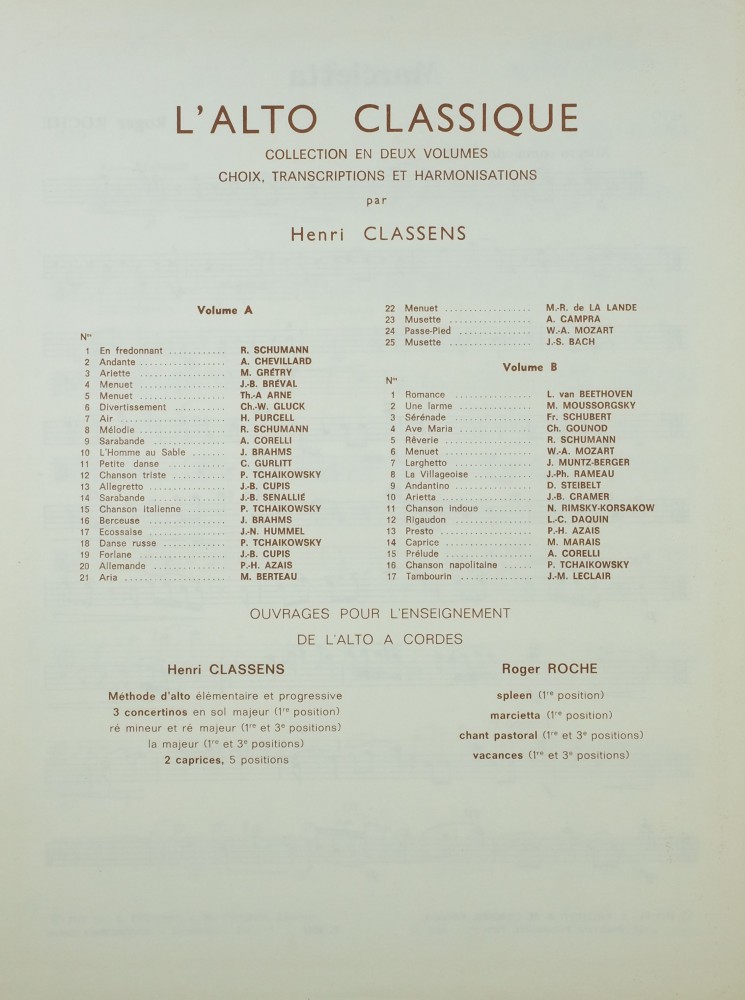 L'ALTO CLASSIQUE
COLLECTION EN DEUX VOLUMES
CHOIX, TRANSCRIPTIONS ET HARMONISATIONS
par
Henri CLASSENS
Volume A
Nos
1 En fredonnant ........... R. SCHUMANN
2 Andante ................. A. CHEVILLARD
3 Ariette ................. M. GRÉTRY
4 Menuet .................. J.-B. BRÉVAL
5 Menuet .................. Th.-A ARNE
6 Divertissement .......... Ch.-W. GLUCK
7 Air ..................... H. PURCELL
8 Mélodie ................. R. SCHUMANN
9 Sarabande ............... A. CORELLI
10 L'Homme au Sable ....... J. BRAHMS
11 Petite danse ........... C. GURLITT
12 Chanson triste ......... P. TCHAIKOWSKY
13 Allegretto ............. J.-B. CUPIS
14 Sarabande .............. J.-B. SENALLIÉ
15 Chanson italienne ...... P. TCHAIKOWSKY
16 Berceuse ............... J. BRAHMS
17 Ecossaise .............. J.-N. HUMMEL
18 Danse russe ............ P. TCHAIKOWSKY
19 Forlane ................ J.-B. CUPIS
20 Allemande .............. P.-H. AZAIS
21 Aria ................... M. BERTEAU
22 Menuet ................. M.-R. de LA LANDE
23 Musette ................ A. CAMPRA
24 Passe-Pied ............. W.-A. MOZART
25 Musette ................ J.-S. BACH
Volume B
Nos
1 Romance ................. L. van BEETHOVEN
2 Une larme ............... M. MOUSSORGSKY
3 Sérénade ................ Fr. SCHUBERT
4 Ave Maria ............... Ch. GOUNOD
5 Rêverie ................. R. SCHUMANN
6 Menuet .................. W.-A. MOZART
7 Larghetto ............... J. MUNTZ-BERGER
8 La Villageoise .......... J.-Ph. RAMEAU
9 Andantino ............... D. STEIBELT
10 Arietta ................ J.-B. CRAMER
11 Chanson indoue ......... N. RIMSKY-KORSAKOW
12 Rigaudon ............... L.-C. DAQUIN
13 Presto ................. P.-H. AZAIS
14 Caprice ................ M. MARAIS
15 Prélude ................ A. CORELLI
16 Chanson napolitaine ...... P. TCHAIKOWSKY
17 Tambourin .............. J.-M. LECLAIR
OUVRAGES POUR L'ENSEIGNEMENT
DE L'ALTO A CORDES
Henri CLASSENS
Méthode d'alto élémentaire et progressive
3 concertinos en sol majeur (1re position)
ré mineur et ré majeur (1re et 3e positions)
la majeur (1re et 3e positions)
2 caprices, 5 positions
Roger ROCHE
spleen (1re position)
marcietta (1re position)
chant pastoral (1re et 3e positions)
vacances (1re et 3e positions)